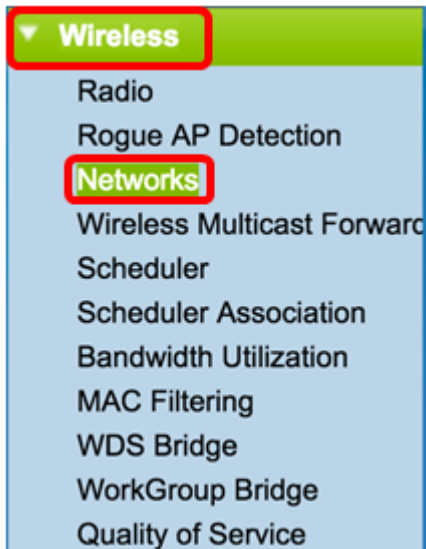 Wireless
Radio
Rogue AP Detection
Networks
Wireless Multicast Forward
Scheduler
Scheduler Association
Bandwidth Utilization
MAC Filtering
WDS Bridge
WorkGroup Bridge
Quality of Service